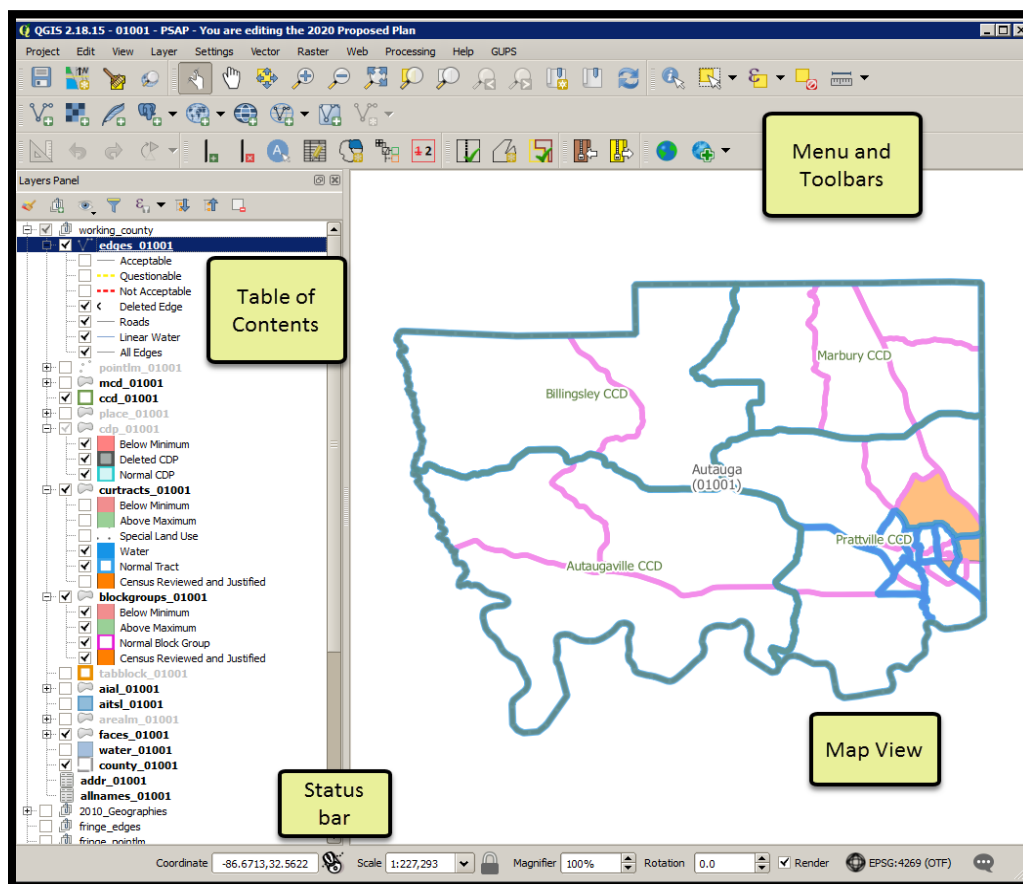 QGIS 2.18.15 - 01001 - PSAP - You are editing the 2020 Proposed Plan
Project Edit View Layer Settings Vector Raster Web Processing Help GUPS
Menu and
Toolbars
Layers Panel
working_county
edges_01001
Acceptable
Questionable
Not Acceptable
Deleted Edge
Roads
Linear Water
All Edges
pointlm_01001
mcd_01001
ccd_01001
place_01001
cdp_01001
Below Minimum
Deleted CDP
Normal CDP
curtracts_01001
Below Minimum
Above Maximum
Special Land Use
Water
Normal Tract
Census Reviewed and Justified
blockgroups_01001
Below Minimum
Above Maximum
Normal Block Group
Census Reviewed and Justified
tabblock_01001
aial_01001
aitsl_01001
arealm_01001
faces_01001
water_01001
county_01001
addr_01001
allnames_01001
2010_Geographies
fringe_edges
fringe_pointlm
Table of
Contents
Marbury CCD
Billingsley CCD
Autauga
(01001)
Prattville CCD
Autaugaville CCD
Map View
Status
bar
Coordinate -86.6713,32.5622 Scale 1:227,293 Magnifier 100% Rotation 0.0 Render EPSG:4269 (OTF)